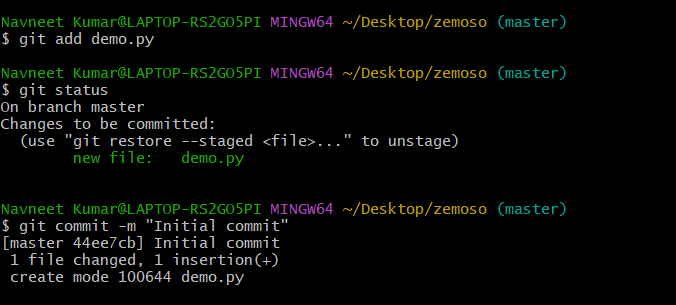 Navneet Kumar@LAPTOP-RS2GO5PI MINGW64 ~/Desktop/zemoso (master)
$ git add demo.py
Navneet Kumar@LAPTOP-RS2GO5PI MINGW64 ~/Desktop/zemoso (master)
$ git status
On branch master
Changes to be committed:
  (use "git restore --staged <file>..." to unstage)
        new file:   demo.py
Navneet Kumar@LAPTOP-RS2GO5PI MINGW64 ~/Desktop/zemoso (master)
$ git commit -m "Initial commit"
[master 44ee7cb] Initial commit
 1 file changed, 1 insertion(+)
 create mode 100644 demo.py